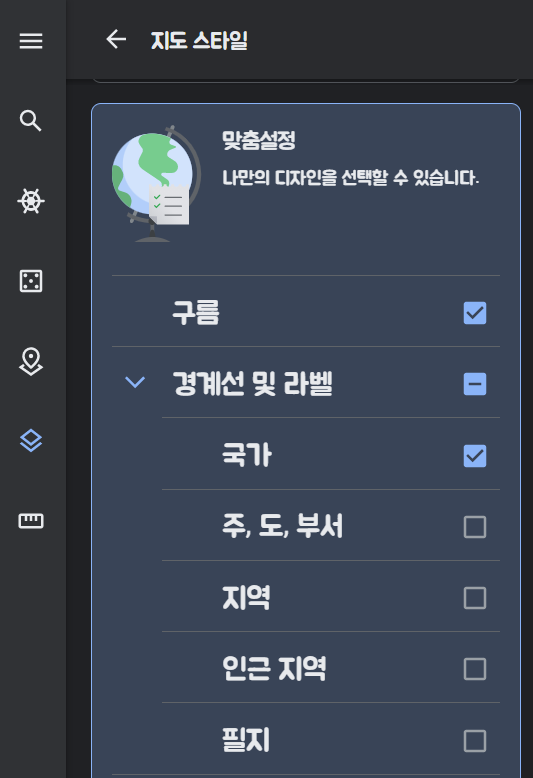 지도 스타일
맞춤설정
나만의 디자인을 선택할 수 있습니다.
구름
경계선 및 라벨
국가
주, 도, 부서
지역
인근 지역
필지